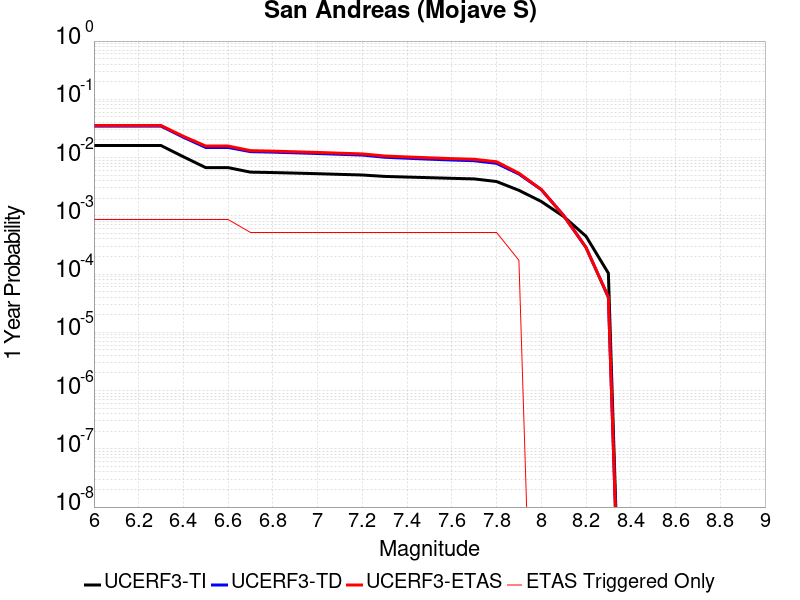 San Andreas (Mojave S)
10^0
10^-1
10^-2
10^-3
10^-4
10^-5
10^-6
10^-7
10^-8
1 Year Probability
6 6.2 6.4 6.6 6.8 7 7.2 7.4 7.6 7.8 8 8.2 8.4 8.6 8.8 9
Magnitude
UCERF3-TI UCERF3-TD UCERF3-ETAS ETAS Triggered Only